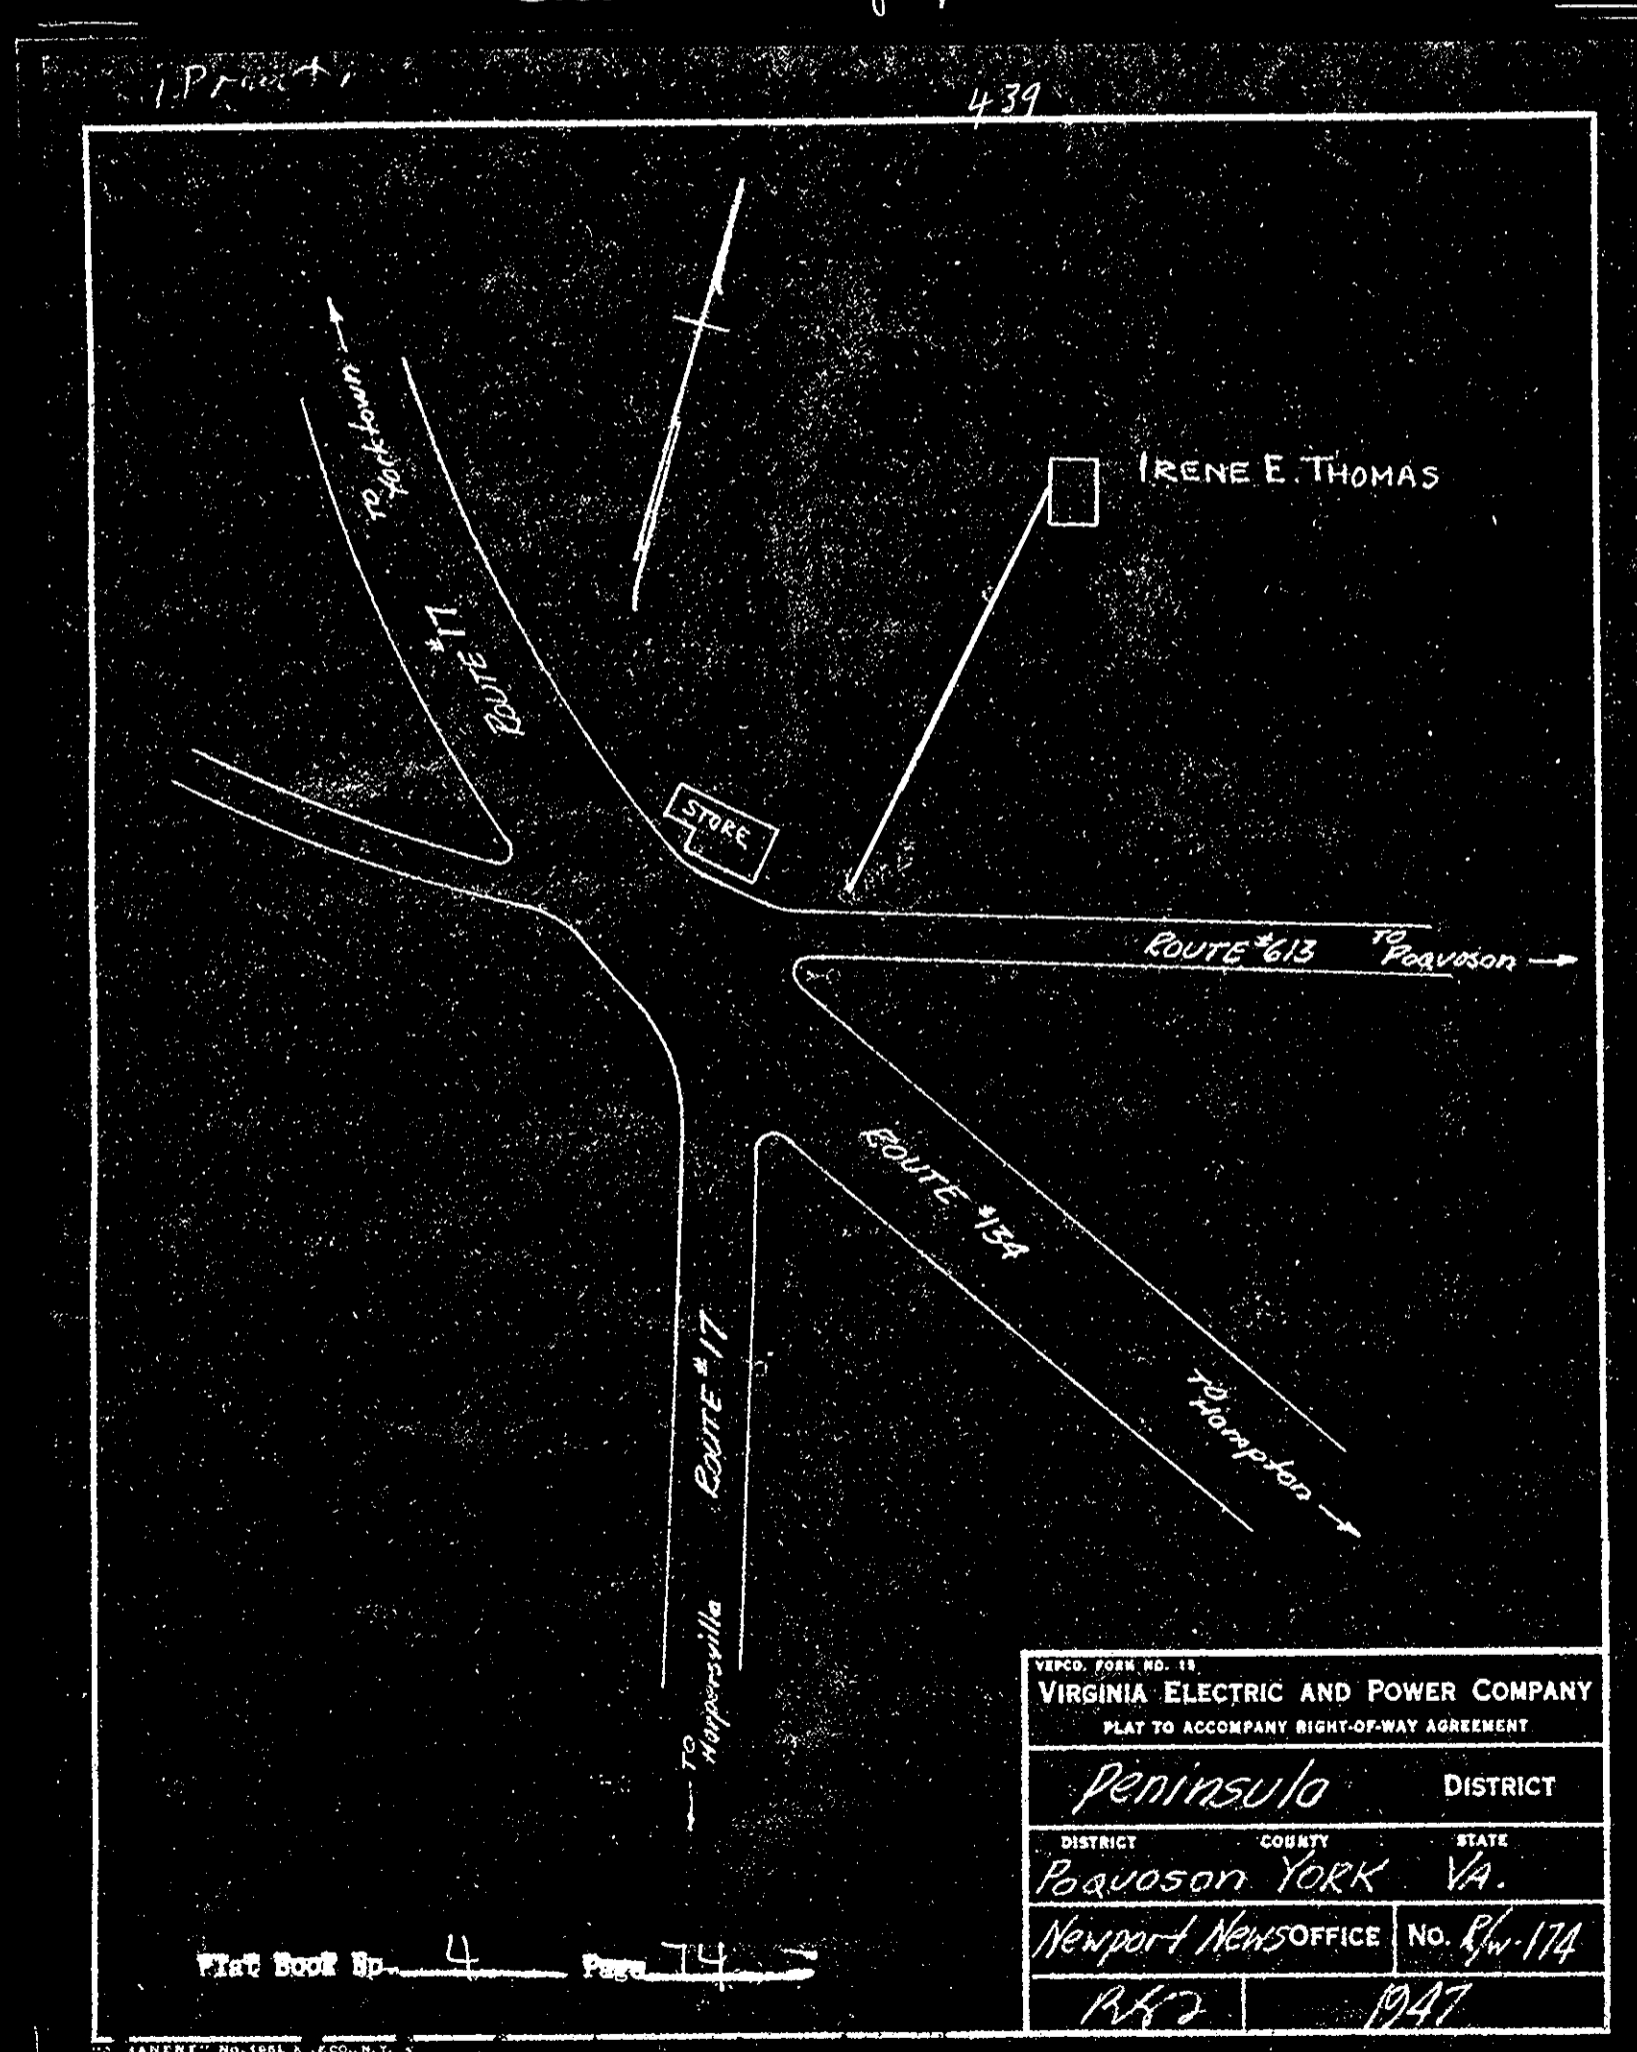 439
IRENE E. THOMAS
TO Yorktown
ROUTE #17
STORE
ROUTE #613
TO Poquoson
ROUTE #134
TO Hampton
ROUTE #17
TO Harpersville
VEPCO. FORM NO. 15
VIRGINIA ELECTRIC AND POWER COMPANY
PLAT TO ACCOMPANY RIGHT-OF-WAY AGREEMENT
Peninsula DISTRICT
DISTRICT COUNTY STATE
Poquoson YORK VA.
Newport News OFFICE NO. R/W-174
1947
Plat Book No. 4 Page 74